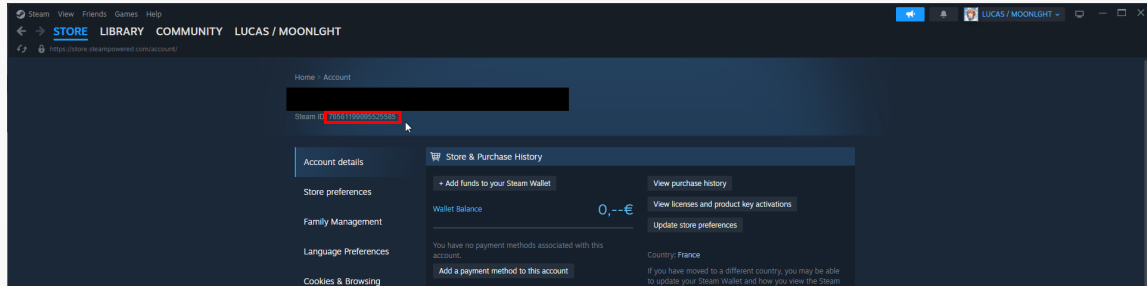 Steam View Friends Games Help
LUCAS / MOONLGHT
STORE LIBRARY COMMUNITY LUCAS / MOONLGHT
https://store.steampowered.com/account/
Home > Account
Steam ID: 76561199095525585
Account details
Store preferences
Family Management
Language Preferences
Cookies & Browsing
Store & Purchase History
+ Add funds to your Steam Wallet
Wallet Balance 0,--€
You have no payment methods associated with this
account.
Add a payment method to this account
View purchase history
View licenses and product key activations
Update store preferences
Country: France
If you have moved to a different country, you may be able
to update your Steam Wallet and how you view the Steam